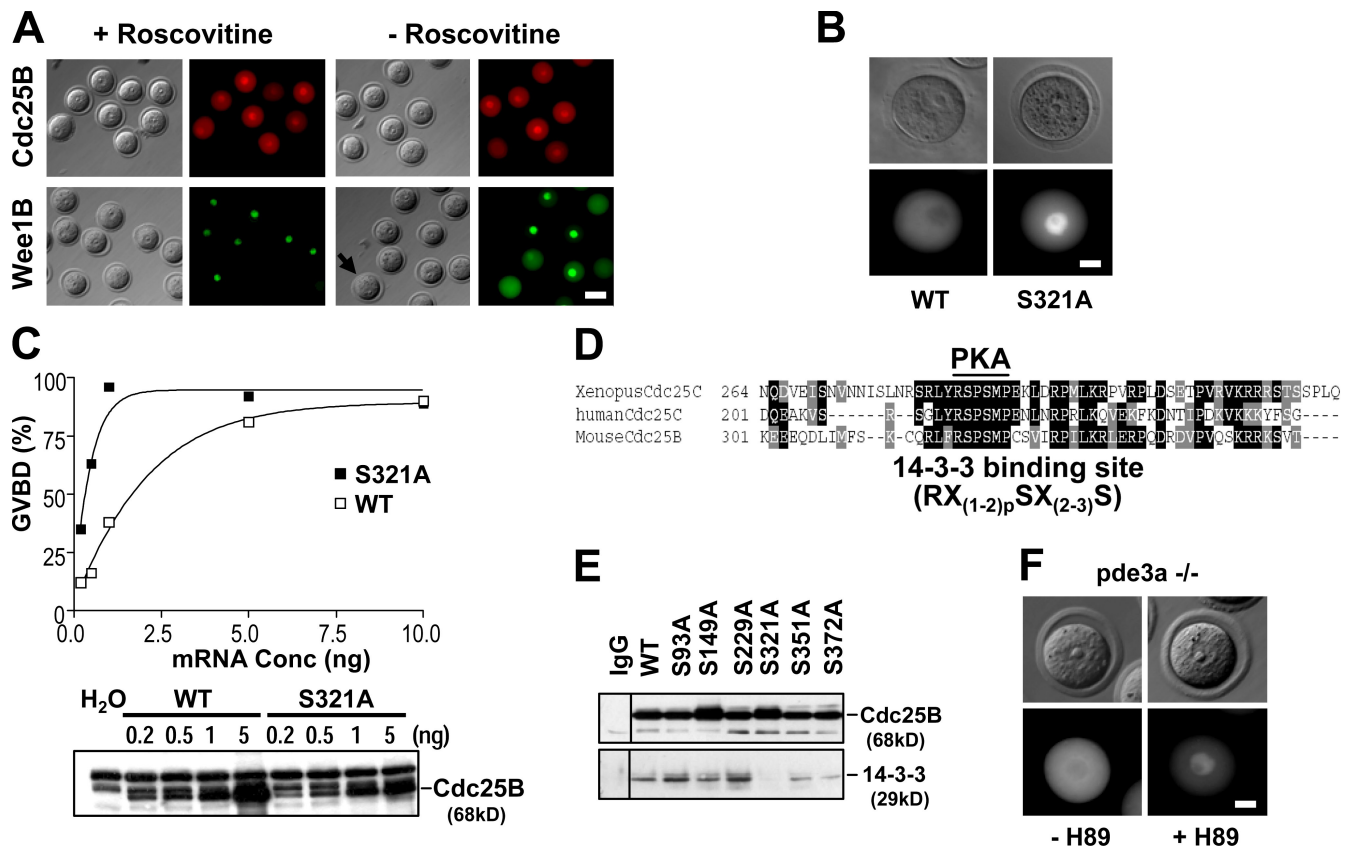 A
+ Roscovitine
- Roscovitine
Cdc25B
Wee1B
B
WT
S321A
C
GVBD (%)
100
75
50
25
0
0.0
2.5
5.0
7.5
10.0
mRNA Conc (ng)
S321A
WT
H2O
WT
S321A
0.2 0.5 1 5 0.2 0.5 1 5 (ng)
Cdc25B
(68kD)
D
PKA
XenopusCdc25C 264 NQDVEISNVNNISLNRSRLYRSPSMPEKLDRPMLKRPVRPLDSETPVRVKRRRSTSSPLQ
humanCdc25C 201 DQEAKVS------R--SGLYRSPSMPENLNRPRLKQVEKFKDNTIPDKVKKKYFSG----
MouseCdc25B 301 KEEEQDLIMFS--K-CQRLFRSPSMPCSVIRPILKRLERPQDRDVPVQSKRRKSVT----
14-3-3 binding site
(RX(1-2)pSX(2-3)S)
E
IgG
WT
S93A
S149A
S229A
S321A
S351A
S372A
Cdc25B
(68kD)
14-3-3
(29kD)
F
pde3a -/-
- H89
+ H89